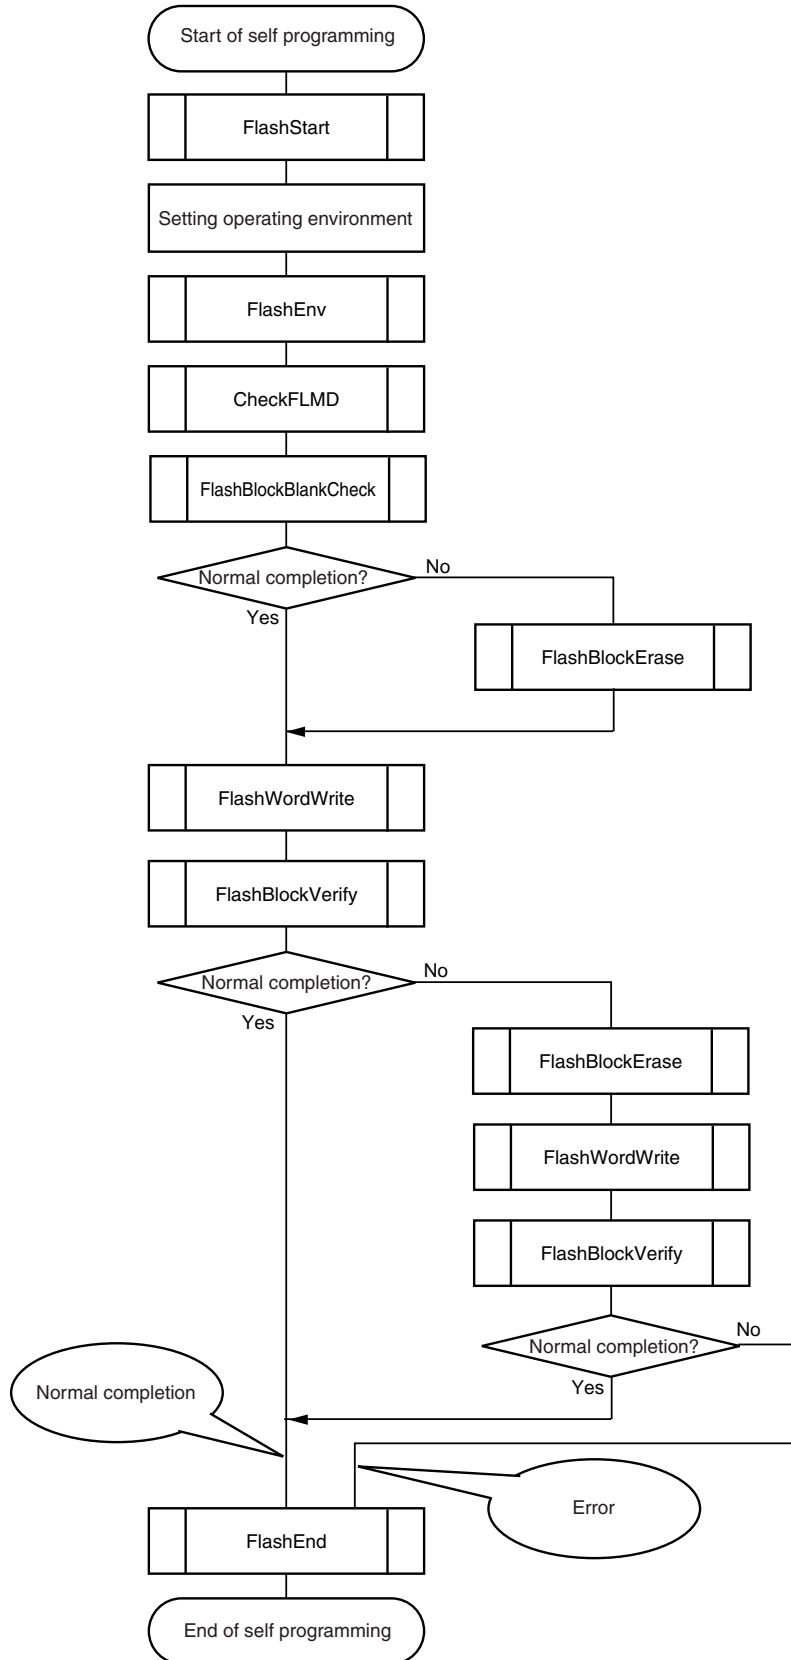 Start of self programming
FlashStart
Setting operating environment
FlashEnv
CheckFLMD
FlashBlockBlankCheck
Normal completion?
No
Yes
FlashBlockErase
FlashWordWrite
FlashBlockVerify
Normal completion?
No
Yes
FlashBlockErase
FlashWordWrite
FlashBlockVerify
Normal completion?
No
Yes
Normal completion
Error
FlashEnd
End of self programming